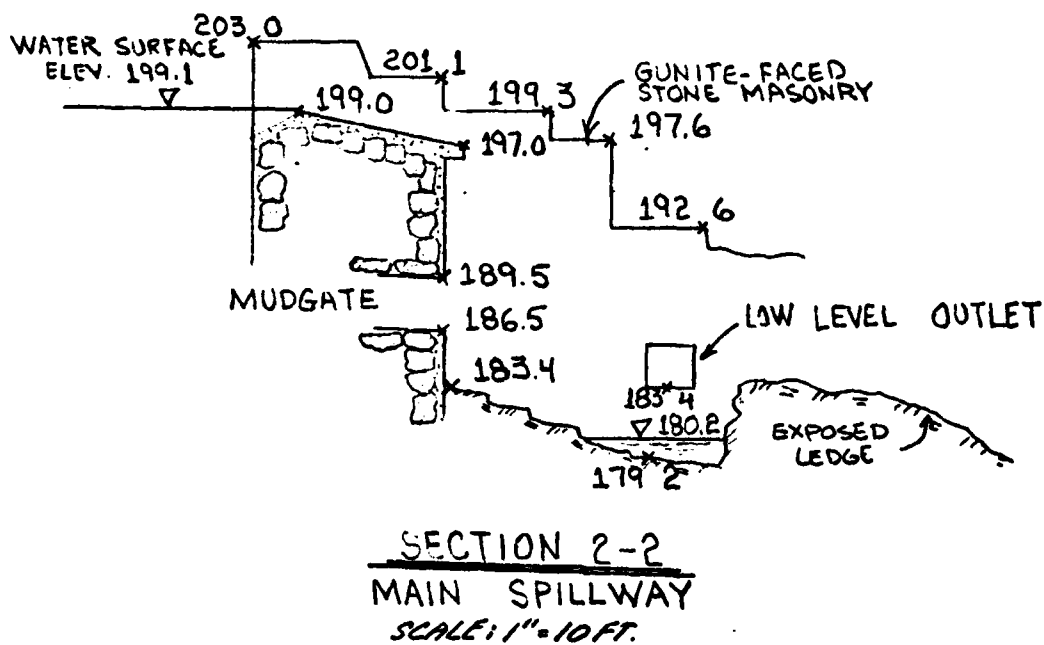 203.0
WATER SURFACE
ELEV. 199.1
201.1
199.0
199.3
GUNITE-FACED
STONE MASONRY
197.0
197.6
192.6
189.5
MUDGATE
186.5
LOW LEVEL OUTLET
183.4
183.4
180.2
EXPOSED
LEDGE
179.2
SECTION 2-2
MAIN SPILLWAY
SCALE: 1"=10FT.